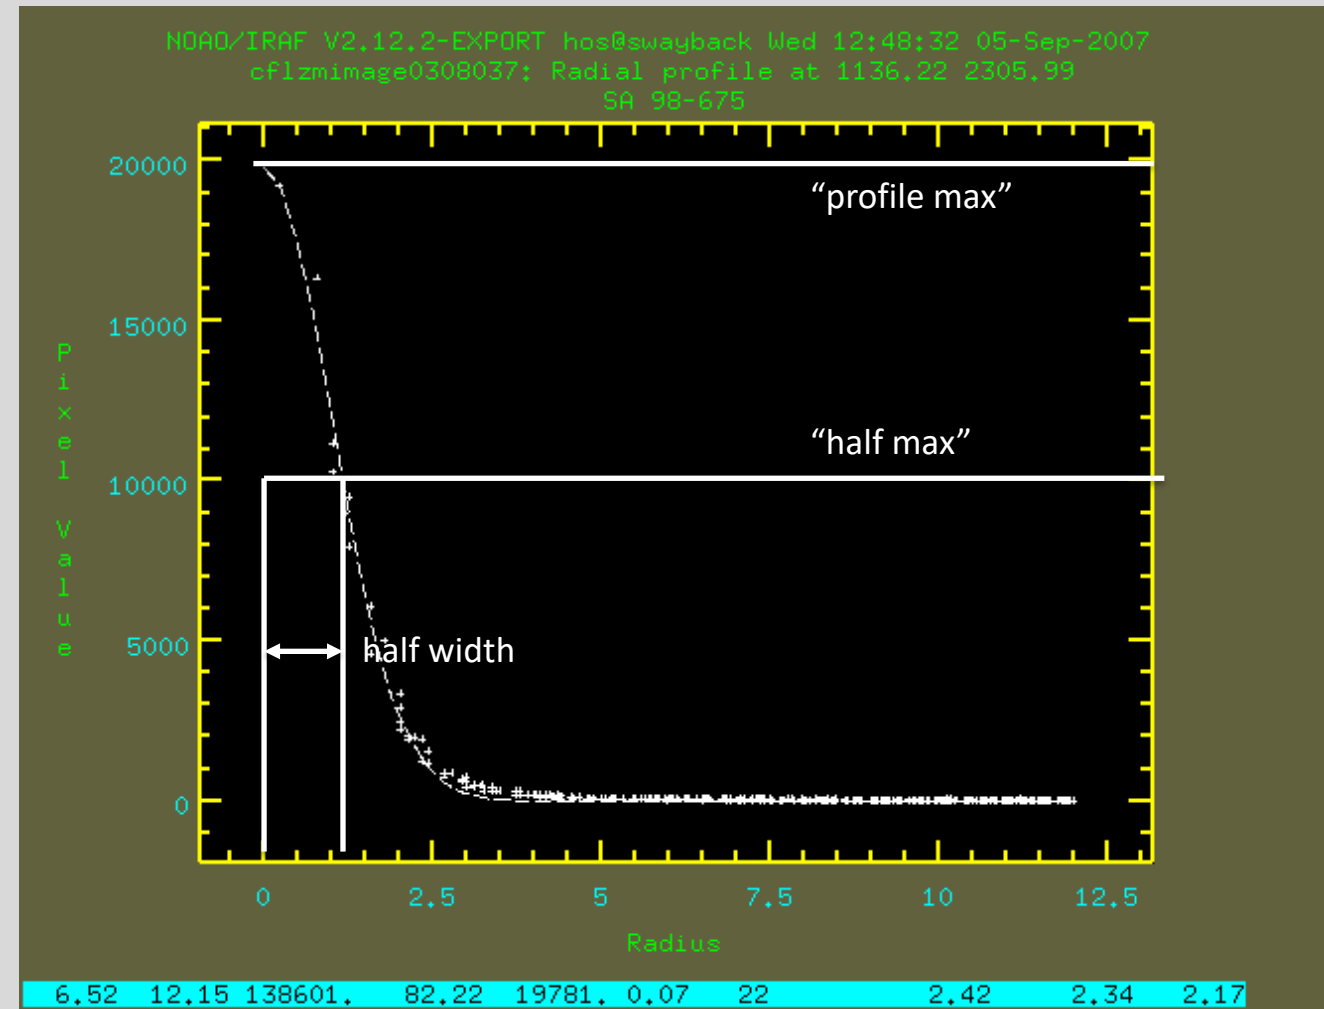 NOAO/IRAF V2.12.2-EXPORT hos@swayback Wed 12:48:32 05-Sep-2007
cflzmimage0308037: Radial profile at 1136.22 2305.99
SA 98-675
20000
“profile max”
15000
“half max”
10000
Pixel Value
5000
half width
0
0 2.5 5 7.5 10 12.5
Radius
6.52 12.15 138601. 82.22 19781. 0.07 22 2.42 2.34 2.17